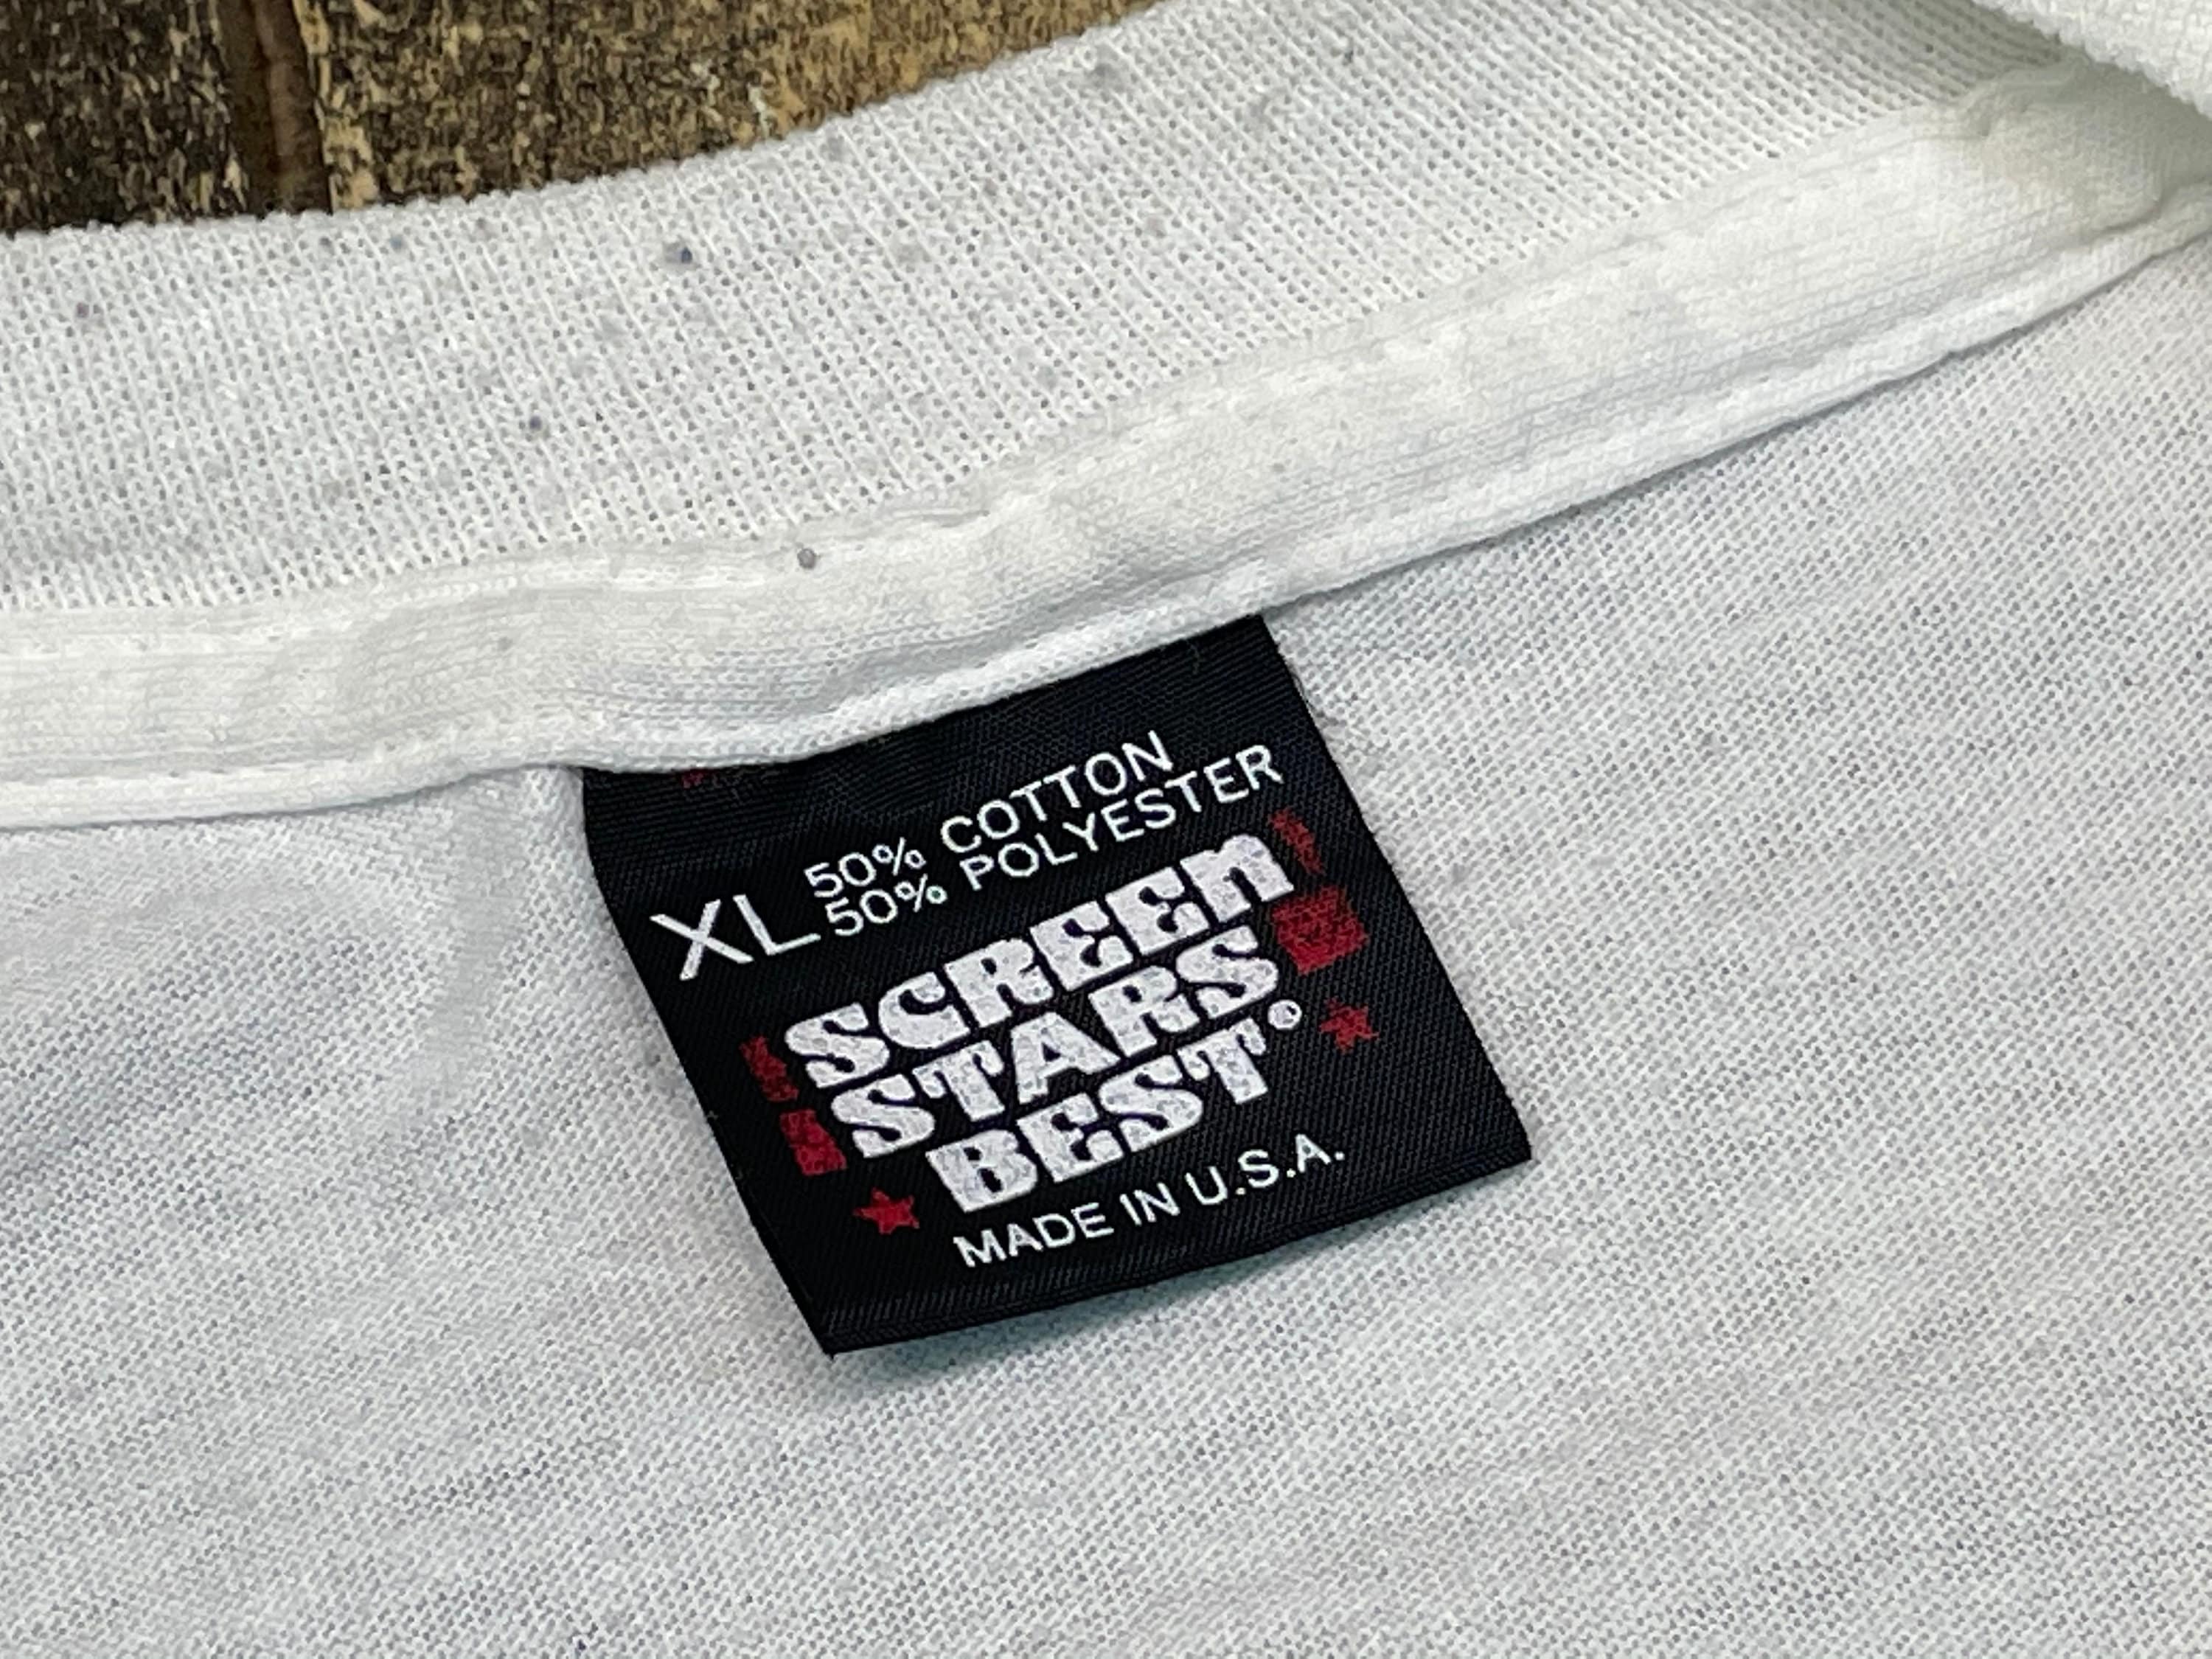 XL
50% COTTON
50% POLYESTER
SCREEN
STARS
BEST®
MADE IN U.S.A.